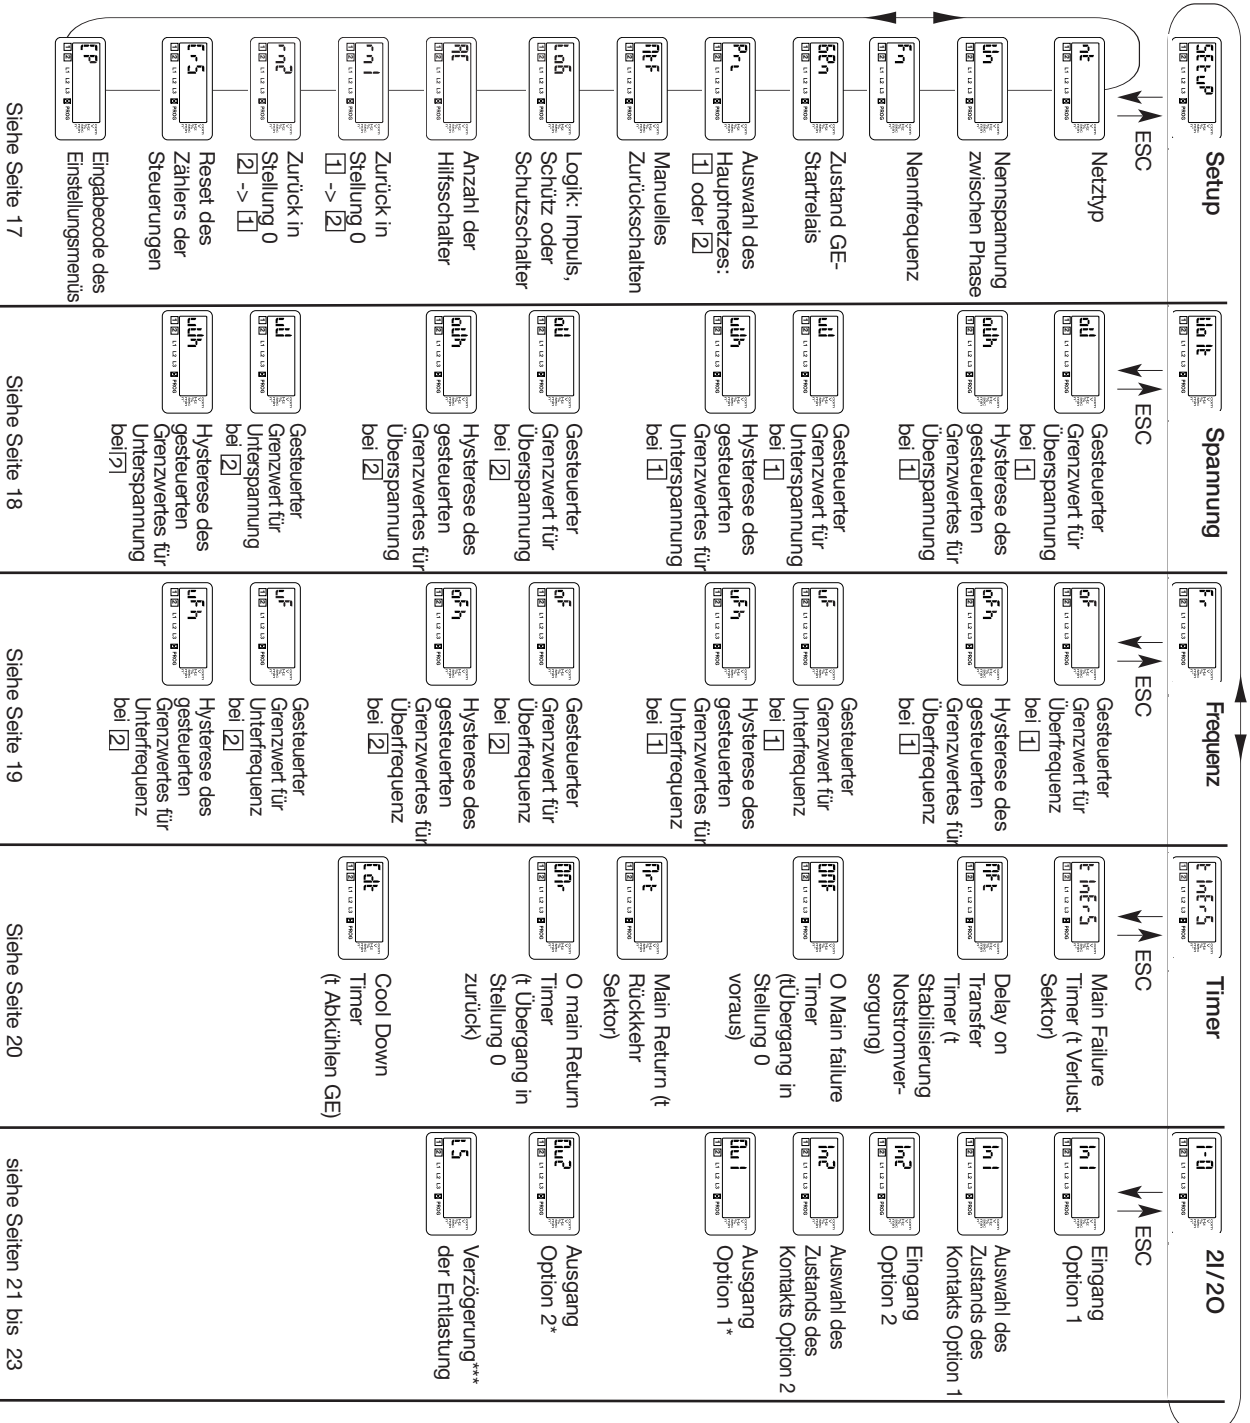 Setup
SEtUP
ESC
nt
Netztyp
Un
Nennspannung
zwischen Phase
Fn
Nennfrequenz
GEn
Zustand GE-
Startrelais
Pri
Auswahl des
Hauptnetzes:
1 oder 2
MtF
Manuelles
Zurückschalten
LoG
Logik: Impuls,
Schütz oder
Schutzschalter
AC
Anzahl der
Hilfsschalter
rn1
Zurück in
Stellung 0
1 -> 2
rn2
Zurück in
Stellung 0
2 -> 1
CrS
Reset des
Zählers der
Steuerungen
CP
Eingabecode des
Einstellungsmenüs
Siehe Seite 17
Spannung
Volt
ESC
oU
Gesteuerter
Grenzwert für
Überspannung
bei 1
oUh
Hysterese des
gesteuerten
Grenzwertes für
Überspannung
bei 1
uU
Gesteuerter
Grenzwert für
Unterspannung
bei 1
uUh
Hysterese des
gesteuerten
Grenzwertes für
Unterspannung
bei 1
oU
Gesteuerter
Grenzwert für
Überspannung
bei 2
oUh
Hysterese des
gesteuerten
Grenzwertes für
Überspannung
bei 2
uU
Gesteuerter
Grenzwert für
Unterspannung
bei 2
uUh
Hysterese des
gesteuerten
Grenzwertes für
Unterspannung
bei 2
Siehe Seite 18
Frequenz
Fr
ESC
oF
Gesteuerter
Grenzwert für
Überfrequenz
bei 1
oFh
Hysterese des
gesteuerten
Grenzwertes für
Überfrequenz
bei 1
uF
Gesteuerter
Grenzwert für
Unterfrequenz
bei 1
uFh
Hysterese des
gesteuerten
Grenzwertes für
Unterfrequenz
bei 1
oF
Gesteuerter
Grenzwert für
Überfrequenz
bei 2
oFh
Hysterese des
gesteuerten
Grenzwertes für
Überfrequenz
bei 2
uF
Gesteuerter
Grenzwert für
Unterfrequenz
bei 2
uFh
Hysterese des
gesteuerten
Grenzwertes für
Unterfrequenz
bei 2
Siehe Seite 19
Timer
tImErS
ESC
tImErS
Main Failure
Timer (t Verlust
Sektor)
MFt
Delay on
Transfer
Timer (t
Stabilisierung
Notstromver-
sorgung)
0MF
O Main failure
Timer
(tÜbergang in
Stellung 0
voraus)
Mrt
Main Return (t
Rückkehr
Sektor)
0Mr
O main Return
Timer
(t Übergang in
Stellung 0
zurück)
Cdt
Cool Down
Timer
(t Abkühlen GE)
Siehe Seite 20
2I/2O
I-0
ESC
In1
Eingang
Option 1
In1
Auswahl des
Zustands des
Kontakts Option 1
In2
Eingang
Option 2
In2
Auswahl des
Zustands des
Kontakts Option 2
Ou1
Ausgang
Option 1*
Ou2
Ausgang
Option 2*
LS
Verzögerung***
der Entlastung
siehe Seiten 21 bis 23